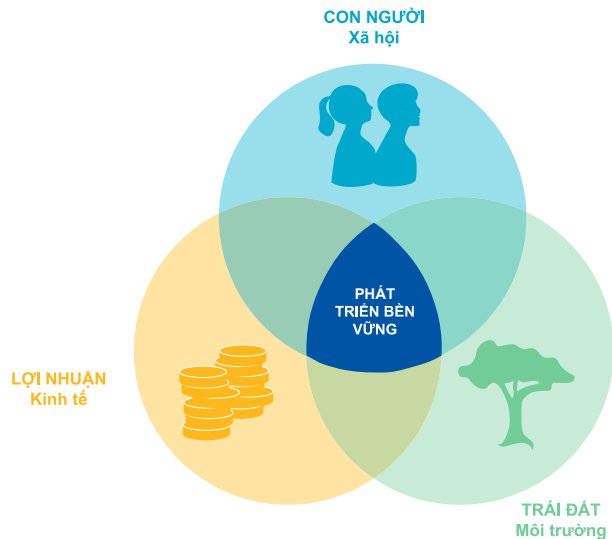 CON NGƯỜI
Xã hội
PHÁT
TRIỂN BỀN
VỮNG
LỢI NHUẬN
Kinh tế
TRÁI ĐẤT
Môi trường